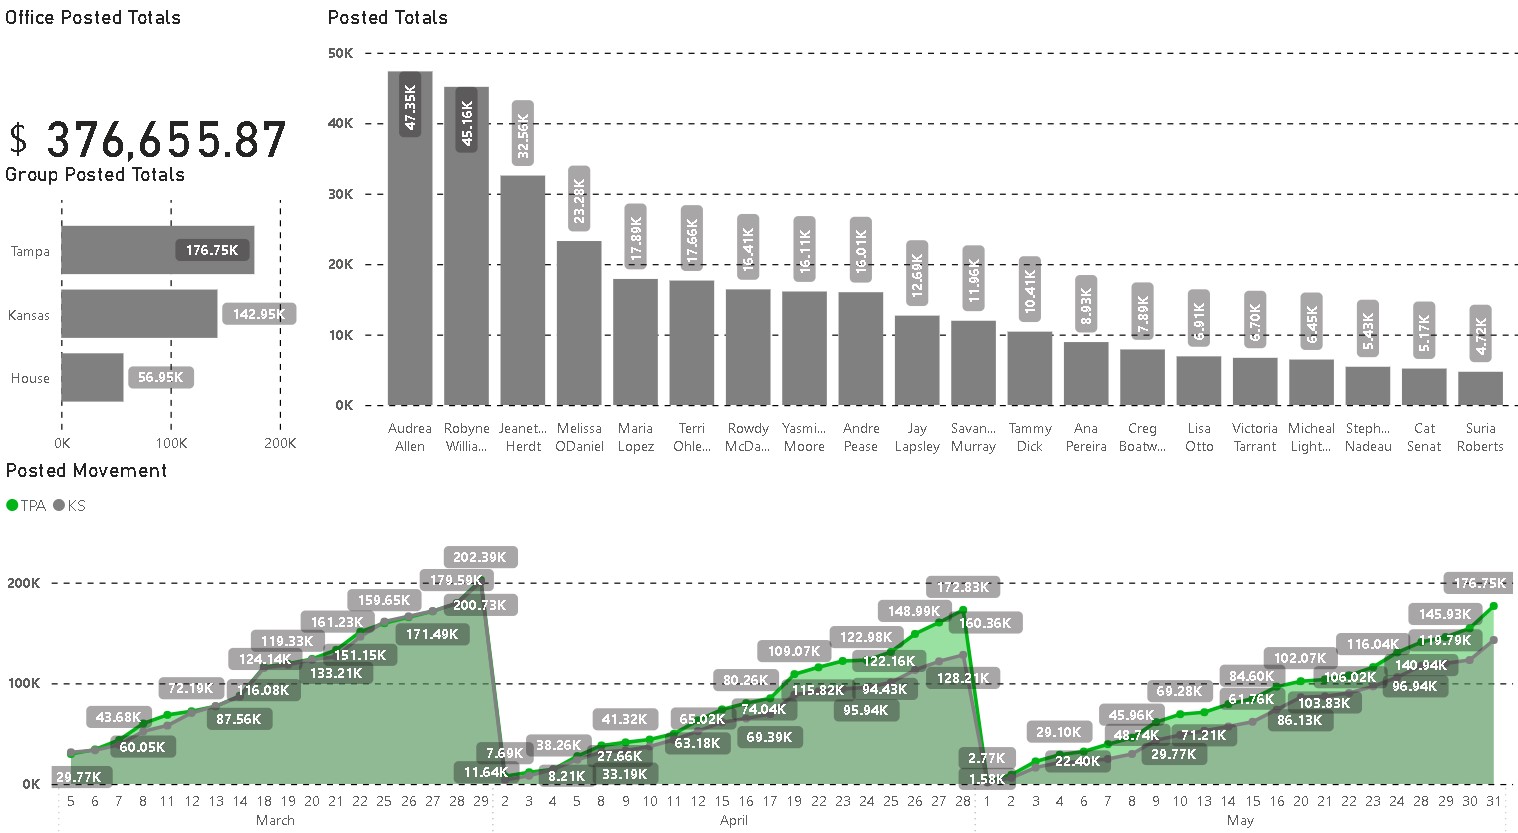 Office Posted Totals
$ 376,655.87
Group Posted Totals
Tampa
176.75K
Kansas
142.95K
House
56.95K
0K 100K 200K
Posted Totals
50K
40K
30K
20K
10K
0K
47.35K 45.16K 32.56K 23.28K 17.89K 17.66K 16.41K 16.11K 16.01K 12.69K 11.96K 10.41K 8.93K 7.89K 6.91K 6.70K 6.45K 5.43K 5.17K 4.72K
Audrea Robyne Jeanet... Melissa Maria Terri Rowdy Yasmi... Andre Jay Savan... Tammy Ana Creg Lisa Victoria Micheal Steph... Cat Suria
Allen Willia... Herdt ODaniel Lopez Ohle... McDa... Moore Pease Lapsley Murray Dick Pereira Boatw... Otto Tarrant Light... Nadeau Senat Roberts
Posted Movement
TPA KS
200K
100K
0K
29.77K 43.68K 60.05K 72.19K 87.56K 124.14K 116.08K 119.33K 133.21K 161.23K 151.15K 159.65K 171.49K 179.59K 200.73K 202.39K
7.69K 11.64K 38.26K 8.21K 27.66K 33.19K 41.32K 65.02K 63.18K 80.26K 74.04K 69.39K 109.07K 115.82K 122.98K 95.94K 122.16K 94.43K 148.99K 172.83K 160.36K 128.21K
2.77K 1.58K 29.10K 22.40K 45.96K 48.74K 69.28K 29.77K 71.21K 84.60K 61.76K 102.07K 86.13K 103.83K 106.02K 116.04K 96.94K 140.94K 145.93K 119.79K 176.75K
5 6 7 8 11 12 13 14 18 19 20 21 22 25 26 27 28 29 2 3 4 5 8 9 10 11 12 15 16 17 19 22 23 24 25 26 27 28 1 2 3 6 7 8 9 10 13 14 15 16 20 21 22 23 24 28 29 30 31
March April May